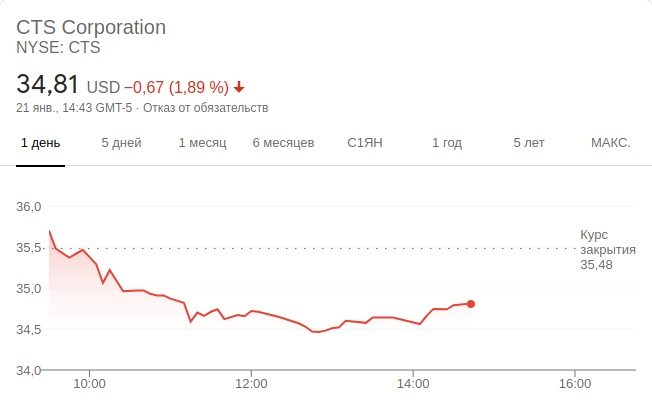 CTS Corporation
NYSE: CTS
34,81 USD −0,67 (1,89 %)
21 янв., 14:43 GMT-5 · Отказ от обязательств
1 день 5 дней 1 месяц 6 месяцев С1ЯН 1 год 5 лет МАКС.
36,0
35,5
35,0
34,5
34,0
Курс
закрытия
35,48
10:00 12:00 14:00 16:00